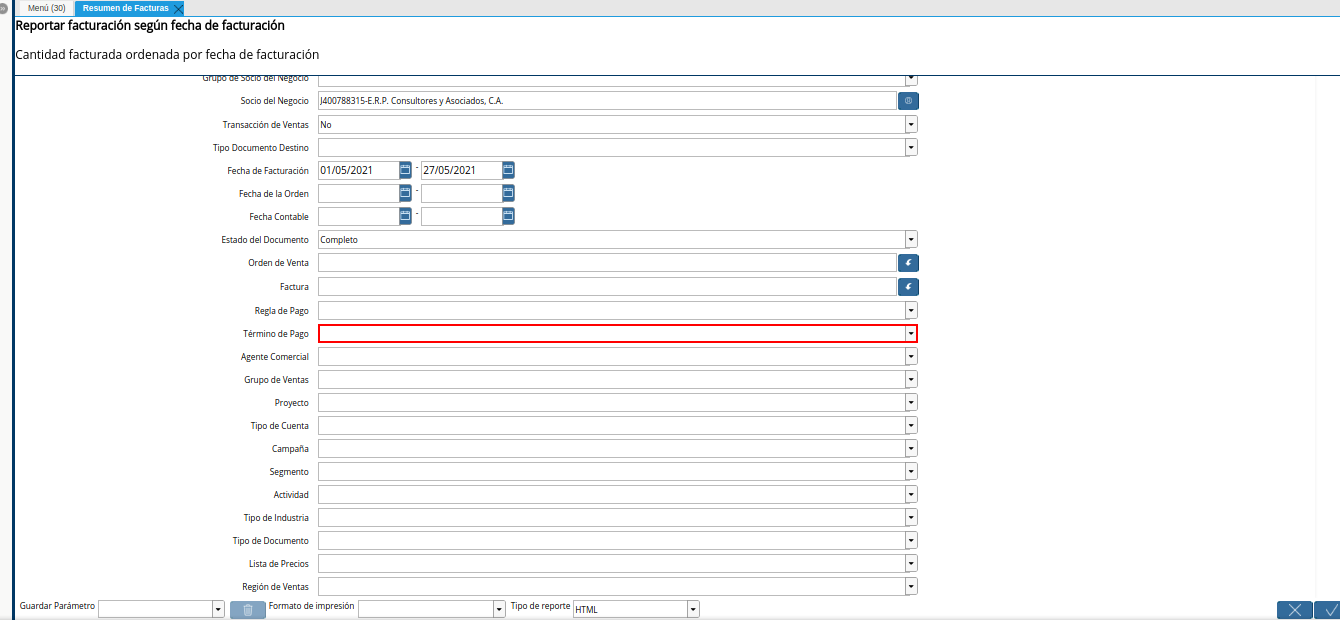 Menú (30) Resumen de Facturas
Reportar facturación según fecha de facturación
Cantidad facturada ordenada por fecha de facturación
Grupo de Socio del Negocio
Socio del Negocio J400788315-E.R.P. Consultores y Asociados, C.A.
Transacción de Ventas No
Tipo Documento Destino
Fecha de Facturación 01/05/2021 - 27/05/2021
Fecha de la Orden -
Fecha Contable -
Estado del Documento Completo
Orden de Venta
Factura
Regla de Pago
Término de Pago
Agente Comercial
Grupo de Ventas
Proyecto
Tipo de Cuenta
Campaña
Segmento
Actividad
Tipo de Industria
Tipo de Documento
Lista de Precios
Región de Ventas
Guardar Parámetro Formato de impresión Tipo de reporte HTML